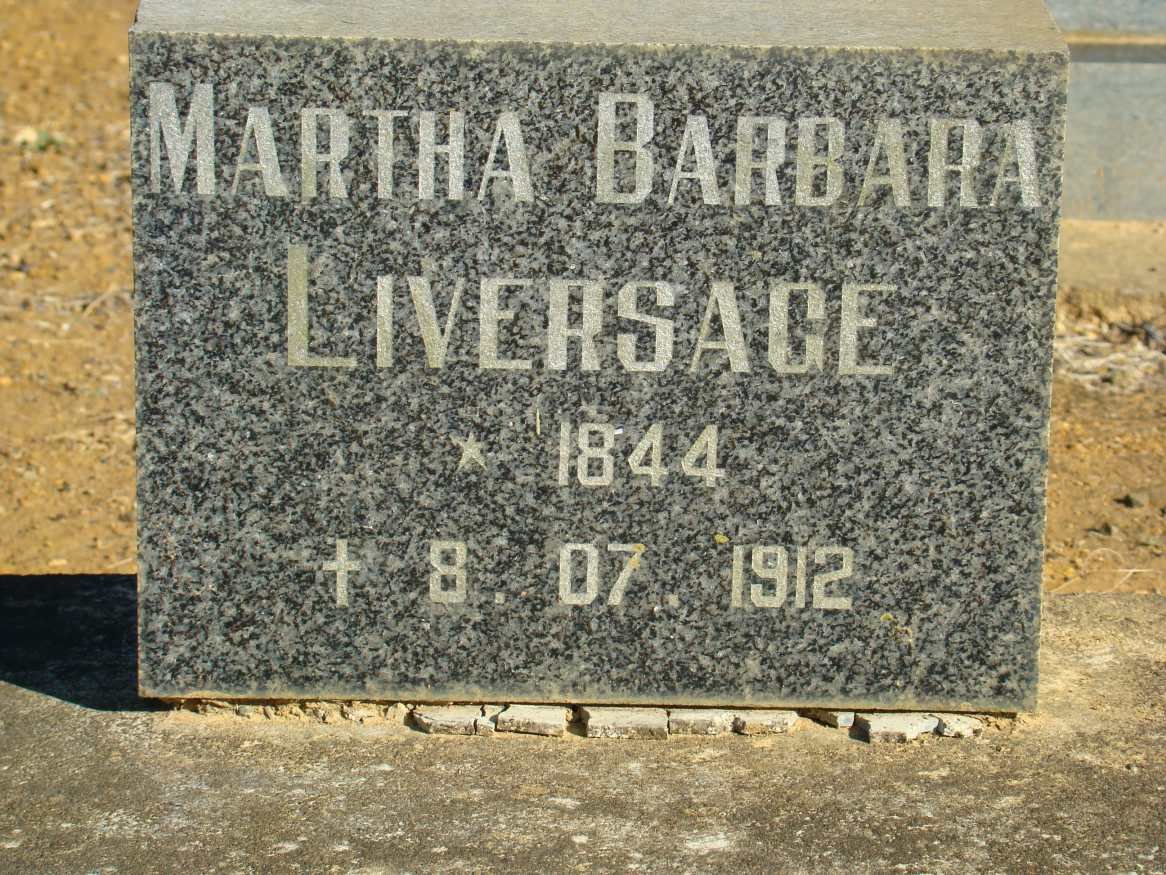 MARTHA BARBARA
LIVERSAGE
* 1844
✝ 8. 07. 1912